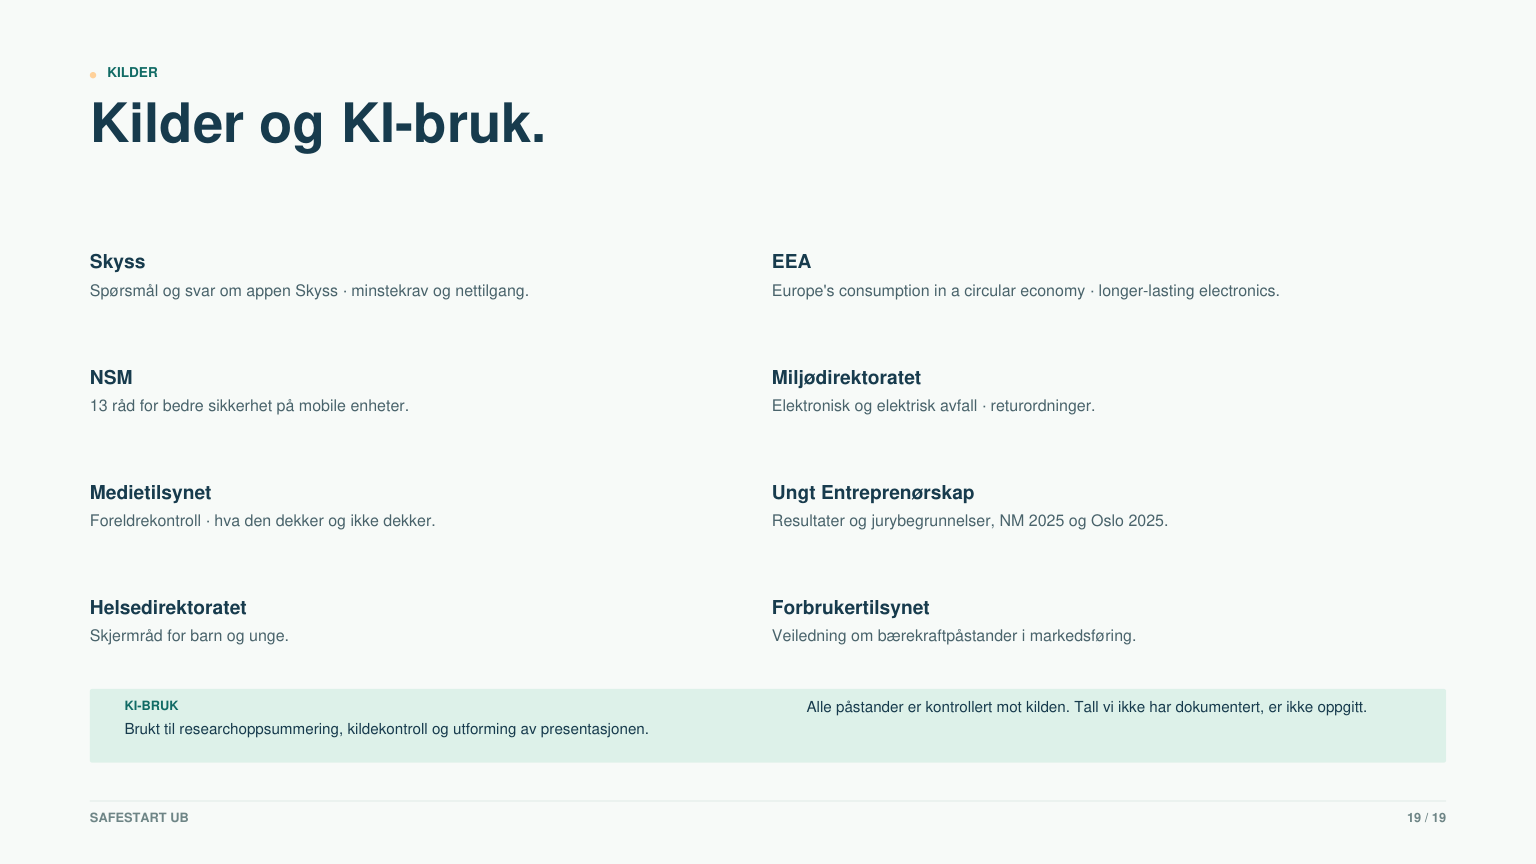 KILDER
Kilder og KI-bruk.
Skyss
Spørsmål og svar om appen Skyss · minstekrav og nettilgang.
EEA
Europe's consumption in a circular economy · longer-lasting electronics.
NSM
13 råd for bedre sikkerhet på mobile enheter.
Miljødirektoratet
Elektronisk og elektrisk avfall · returordninger.
Medietilsynet
Foreldrekontroll · hva den dekker og ikke dekker.
Ungt Entreprenørskap
Resultater og jurybegrunnelser, NM 2025 og Oslo 2025.
Helsedirektoratet
Skjermråd for barn og unge.
Forbrukertilsynet
Veiledning om bærekraftpåstander i markedsføring.
KI-BRUK
Brukt til researchoppsummering, kildekontroll og utforming av presentasjonen.
Alle påstander er kontrollert mot kilden. Tall vi ikke har dokumentert, er ikke oppgitt.
SAFESTART UB
19 / 19